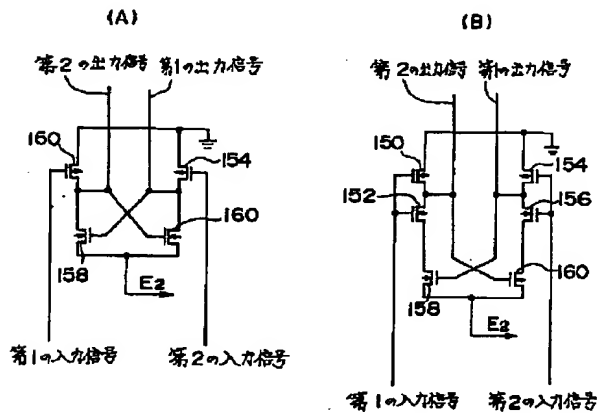 (A)
第2の出力信号
第1の出力信号
160
154
160
158
E2
第1の入力信号
第2の入力信号
(B)
第2の出力信号
第1の出力信号
150
154
152
156
160
158
E2
第1の入力信号
第2の入力信号